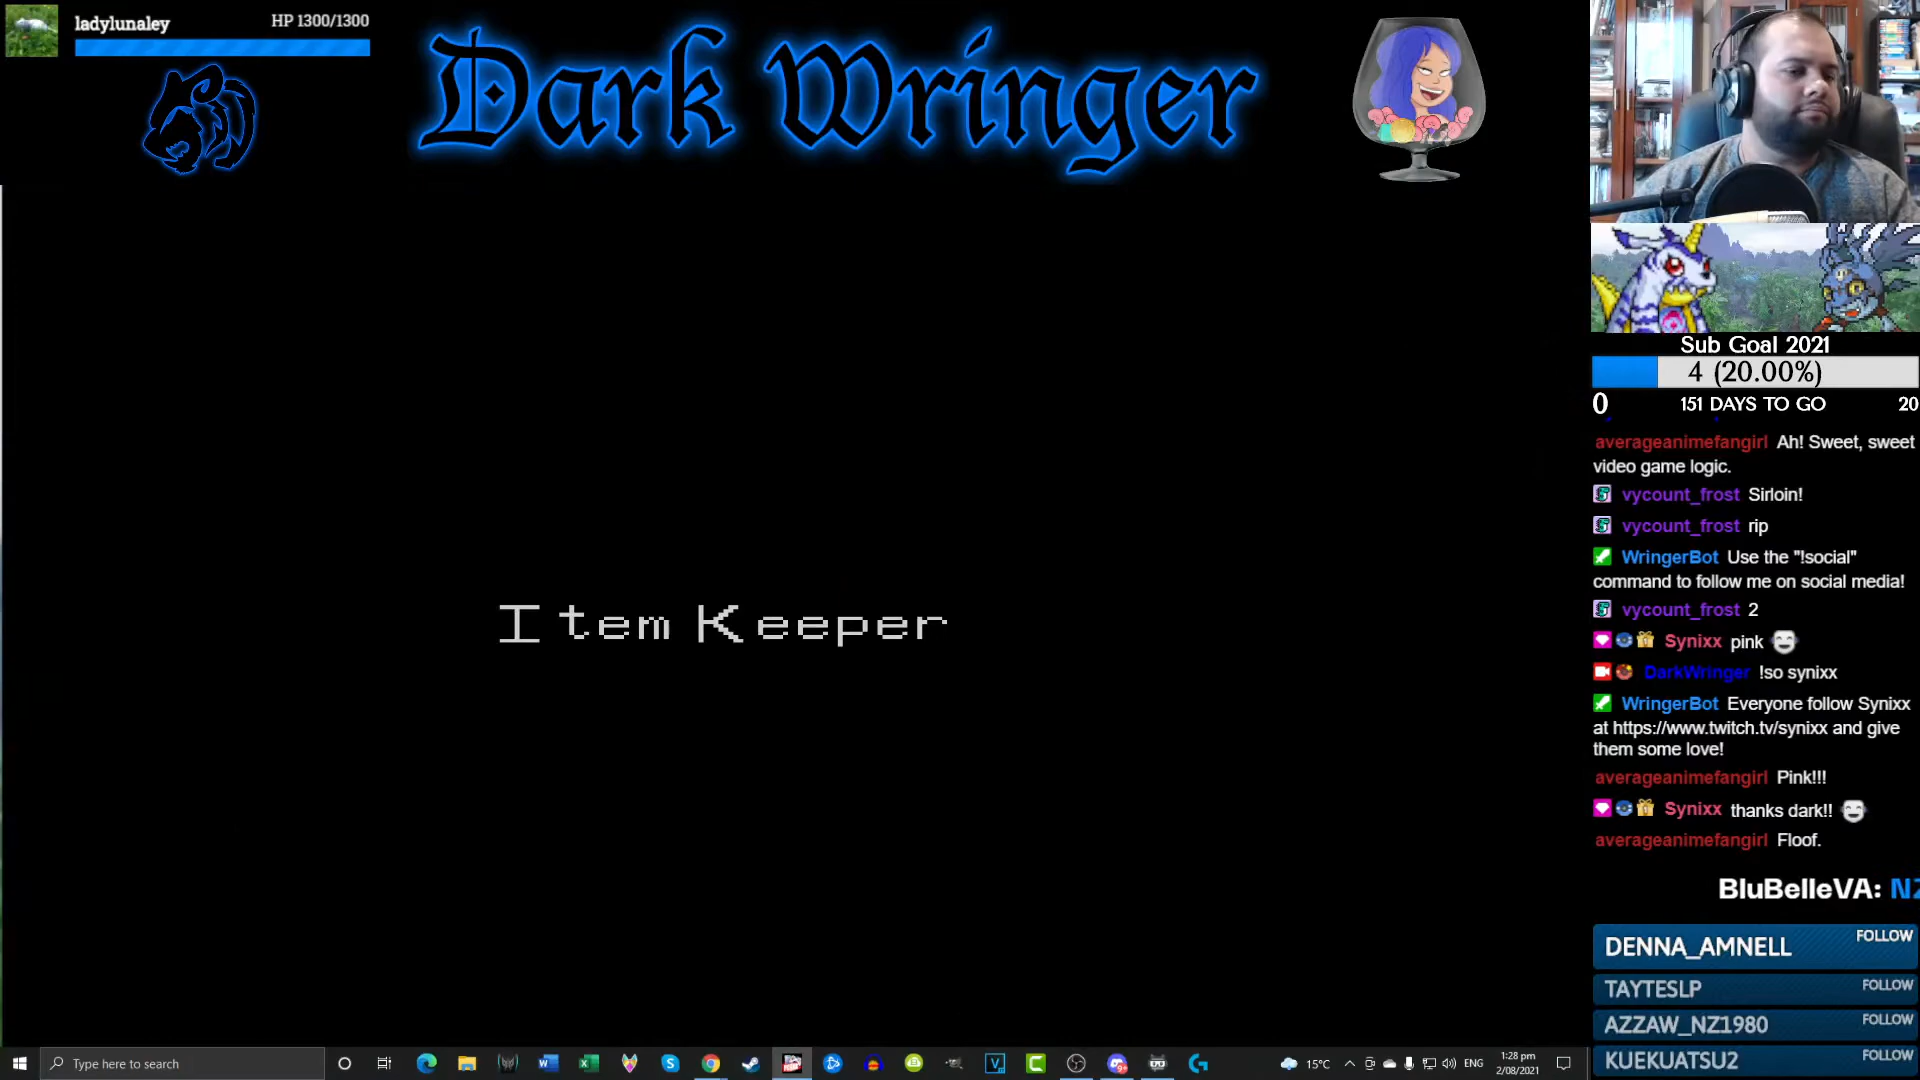 ladylunaley HP 1300/1300
Dark Wringer
Sub Goal 2021
4 (20.00%)
0 151 DAYS TO GO 20
averageanimefangirl Ah! Sweet, sweet
video game logic.
vycount_frost Sirloin!
vycount_frost rip
WringerBot Use the "!social"
command to follow me on social media!
vycount_frost 2
Synixx pink
DarkWringer !so synixx
WringerBot Everyone follow Synixx
at https://www.twitch.tv/synixx and give
them some love!
averageanimefangirl Pink!!!
Synixx thanks dark!!
averageanimefangirl Floof.
Item Keeper
BluBelleVA: NZ
DENNA_AMNELL FOLLOW
TAYTESLP FOLLOW
AZZAW_NZ1980 FOLLOW
KUEKUATSU2 FOLLOW
Type here to search
15°C
ENG
1:28 pm
2/08/2021